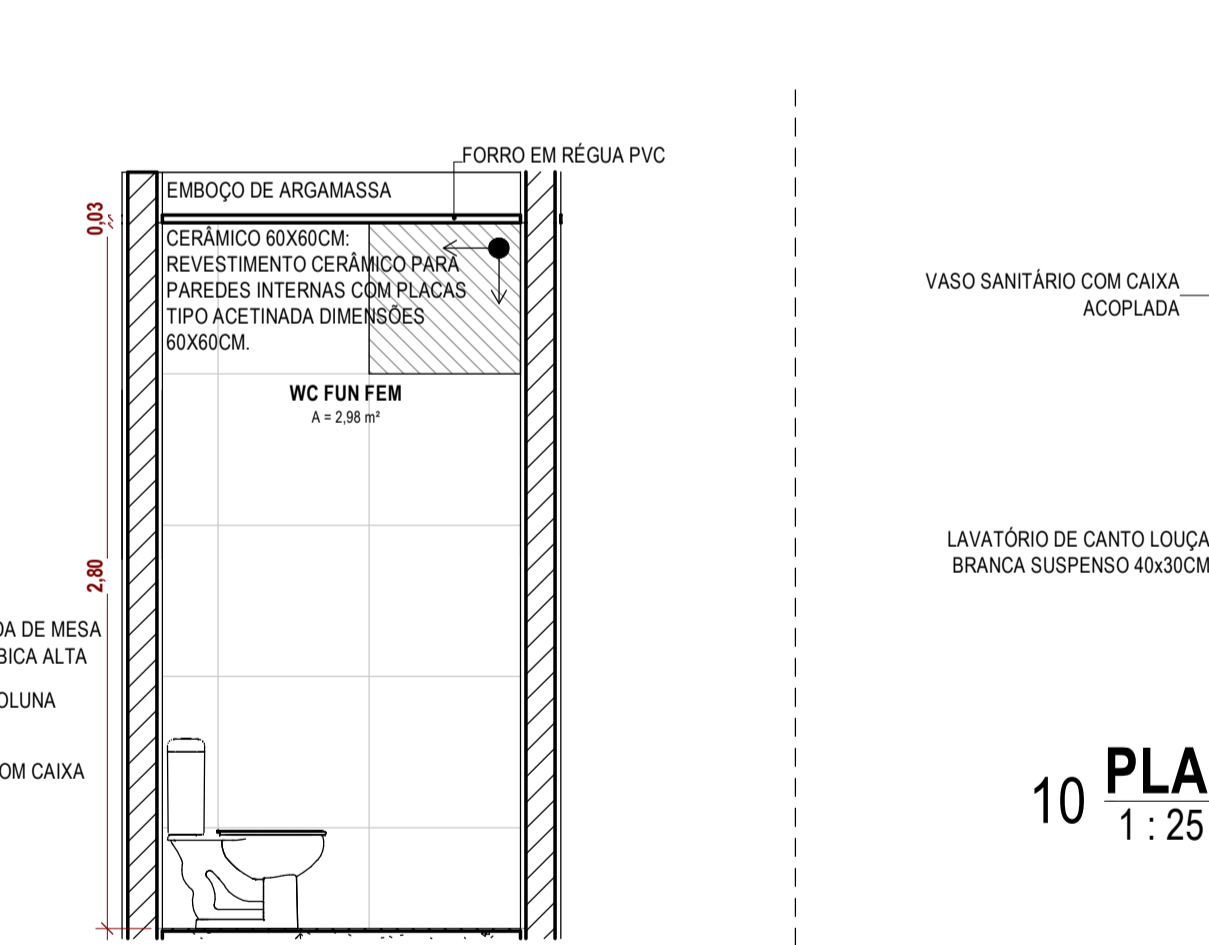 FORRO EM RÉGUA PVC
EMBOÇO DE ARGAMASSA
0,03
CERÂMICO 60X60CM:
REVESTIMENTO CERÂMICO PARA
PAREDES INTERNAS COM PLACAS
TIPO ACETINADA DIMENSÕES
60X60CM.
WC FUN FEM
A = 2,98 m²
2,80
DA DE MESA
BICA ALTA
OLUNA
OM CAIXA
VASO SANITÁRIO COM CAIXA
ACOPLADA
LAVATÓRIO DE CANTO LOUÇA
BRANCA SUSPENSO 40x30CM
10 PLA
1 : 25